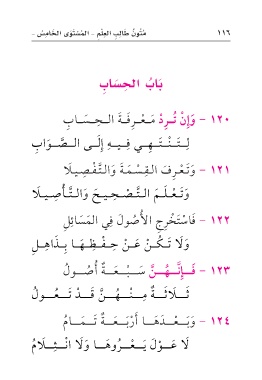 ١١٦ مُتُونُ طَالِبِ العِلْمِ - المُسْتَوَى الخَامِسُ -
بَابُ الحِسَابِ
١٢٠ - وَإِنْ تُرِدْ مَعْرِفَةَ الحِسَابِ
لِتَنْتَهِي فِيهِ إِلَى الصَّوَابِ
١٢١ - وَتَعْرِفَ القِسْمَةَ وَالتَّفْصِيلَا
وَتَعْلَمَ التَّصْحِيحَ وَالتَّأْصِيلَا
١٢٢ - فَاسْتَخْرِجِ الأُصُولَ فِي المَسَائِلِ
وَلَا تَكُنْ عَنْ حِفْظِهَا بِذَاهِلِ
١٢٣ - فَإِنَّهُنَّ سَبْعَةٌ أُصُولُ
ثَلَاثَةٌ مِنْهُنَّ قَدْ تَعُولُ
١٢٤ - وَبَعْدَهَا أَرْبَعَةٌ تَمَامُ
لَا عَوْلَ يَعْرُوهَا وَلَا انْثِلَامُ